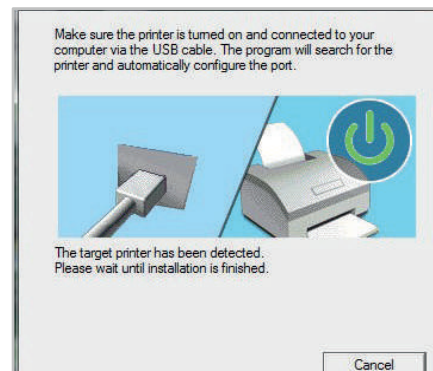 Make sure the printer is turned on and connected to your
computer via the USB cable. The program will search for the
printer and automatically configure the port.
The target printer has been detected.
Please wait until installation is finished.
Cancel